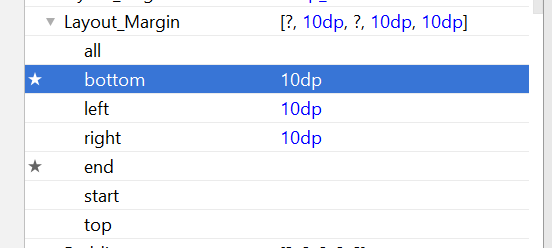 Layout_Margin [?, 10dp, ?, 10dp, 10dp]
all
bottom 10dp
left 10dp
right 10dp
end
start
top